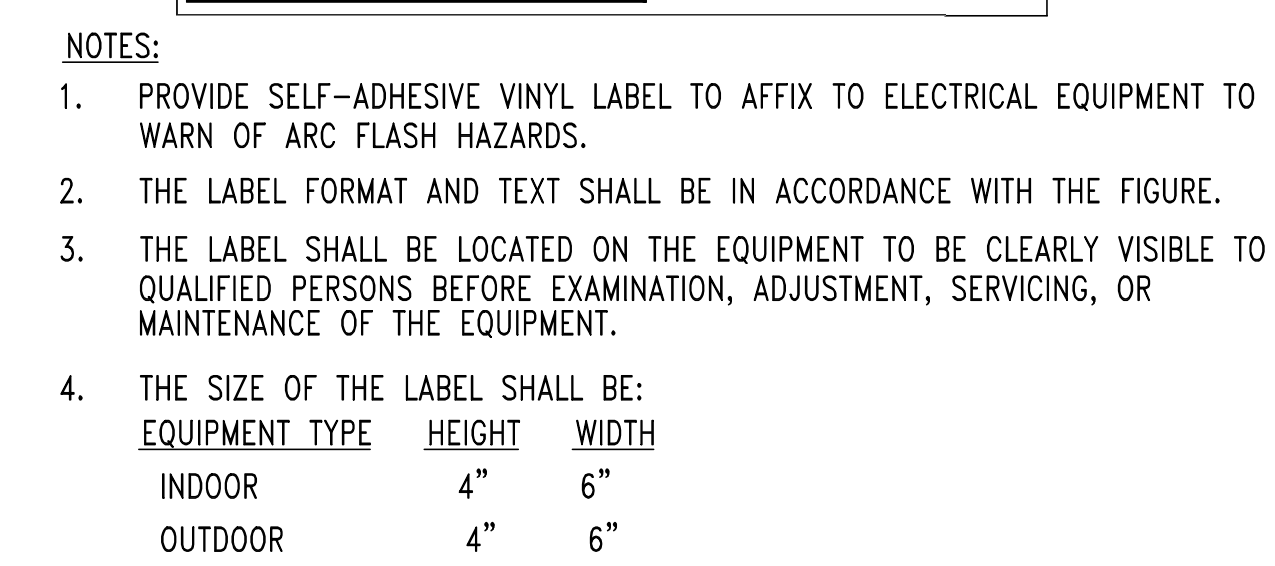 NOTES:
1. PROVIDE SELF-ADHESIVE VINYL LABEL TO AFFIX TO ELECTRICAL EQUIPMENT TO
WARN OF ARC FLASH HAZARDS.
2. THE LABEL FORMAT AND TEXT SHALL BE IN ACCORDANCE WITH THE FIGURE.
3. THE LABEL SHALL BE LOCATED ON THE EQUIPMENT TO BE CLEARLY VISIBLE TO
QUALIFIED PERSONS BEFORE EXAMINATION, ADJUSTMENT, SERVICING, OR
MAINTENANCE OF THE EQUIPMENT.
4. THE SIZE OF THE LABEL SHALL BE:
EQUIPMENT TYPE HEIGHT WIDTH
INDOOR 4” 6”
OUTDOOR 4” 6”